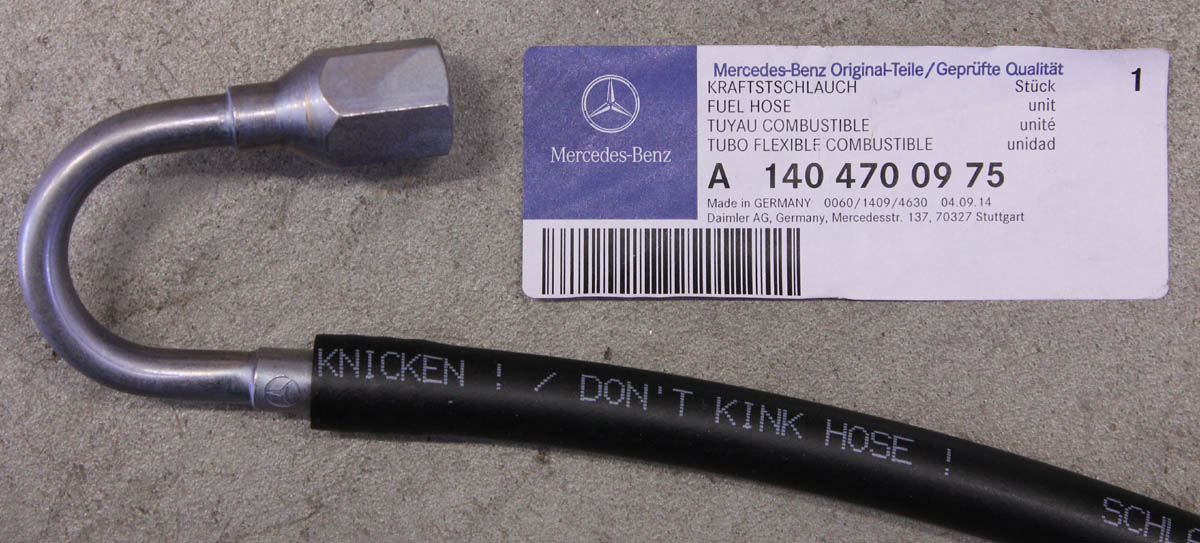 Mercedes-Benz
Mercedes-Benz Original-Teile/Geprüfte Qualität
KRAFTSTSCHLAUCH Stück 1
FUEL HOSE unit
TUYAU COMBUSTIBLE unité
TUBO FLEXIBLE COMBUSTIBLE unidad
A 140 470 09 75
Made in GERMANY 0060/1409/4630 04.09.14
Daimler AG, Germany, Mercedesstr. 137, 70327 Stuttgart
KNICKEN ! / DON'T KINK HOSE !